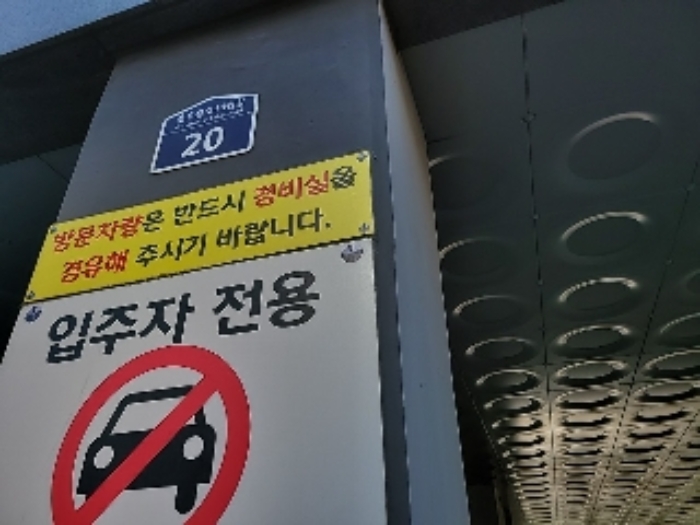 20
방문차량은 반드시 경비실을
경유해 주시기 바랍니다.
입주자 전용